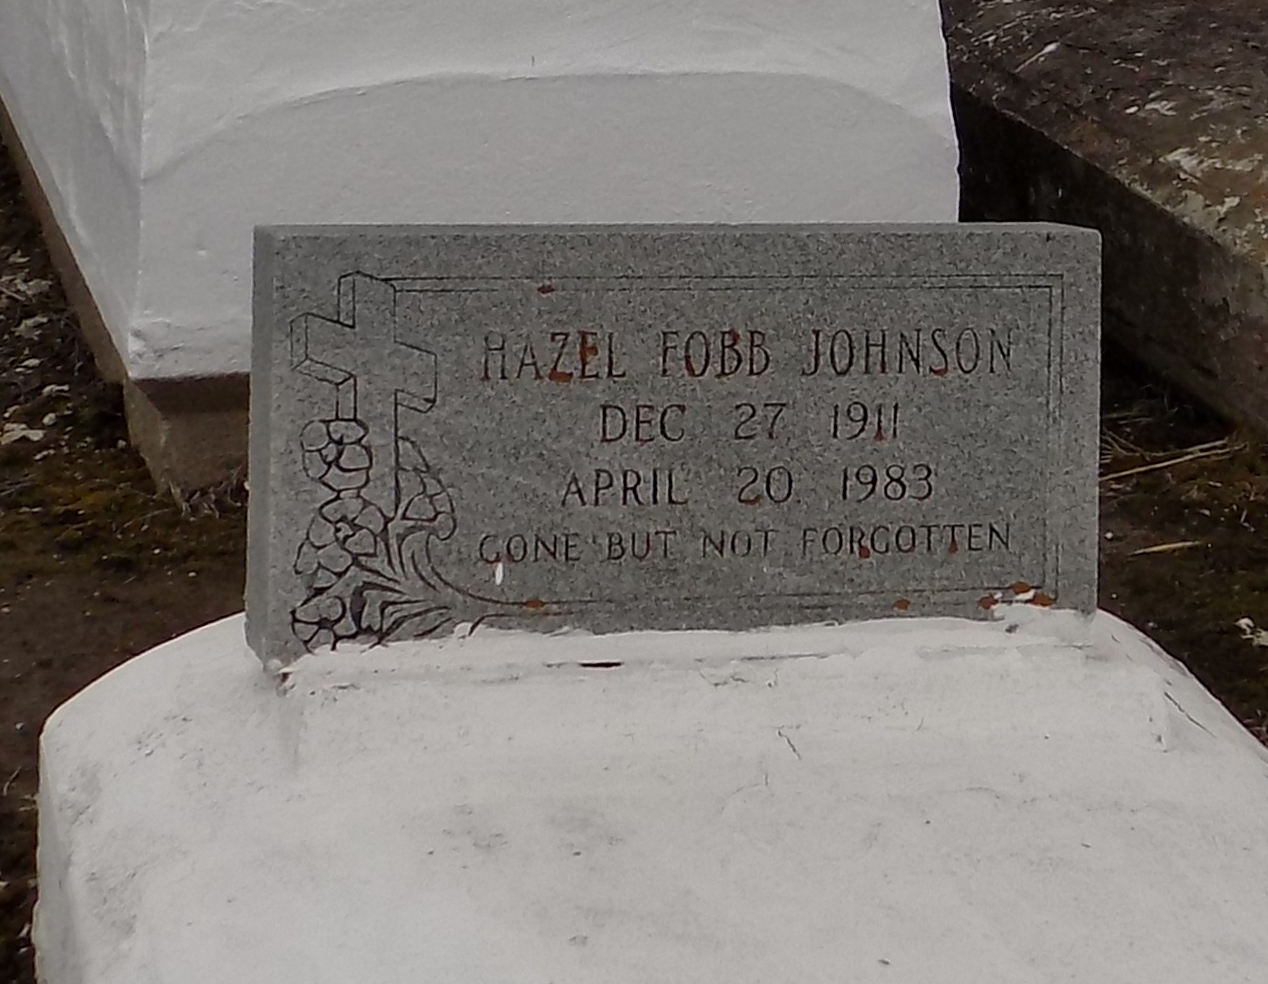 HAZEL FOBB JOHNSON
DEC 27 1911
APRIL 20 1983
GONE BUT NOT FORGOTTEN